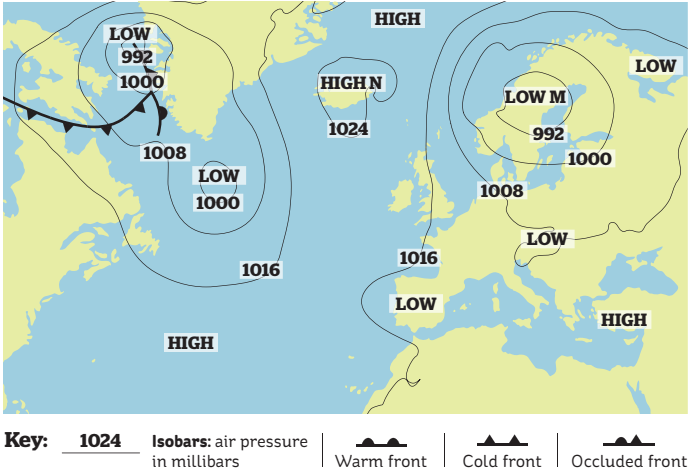 HIGH
LOW
992
1000
HIGH N
1024
LOW
LOW M
992
1000
1008
LOW
1000
1008
LOW
1016
1016
LOW
HIGH
HIGH
Key:
1024
Isobars: air pressure
in millibars
Warm front
Cold front
Occluded front